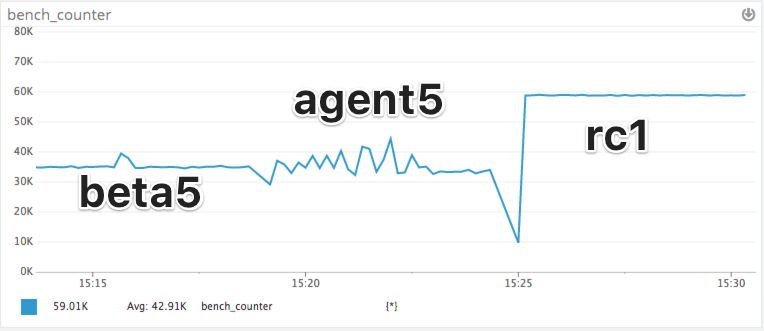 bench_counter
80K
70K
60K
50K
40K
30K
20K
10K
0K
agent5
rc1
beta5
15:15
15:20
15:25
15:30
59.01K Avg: 42.91K bench_counter {*}